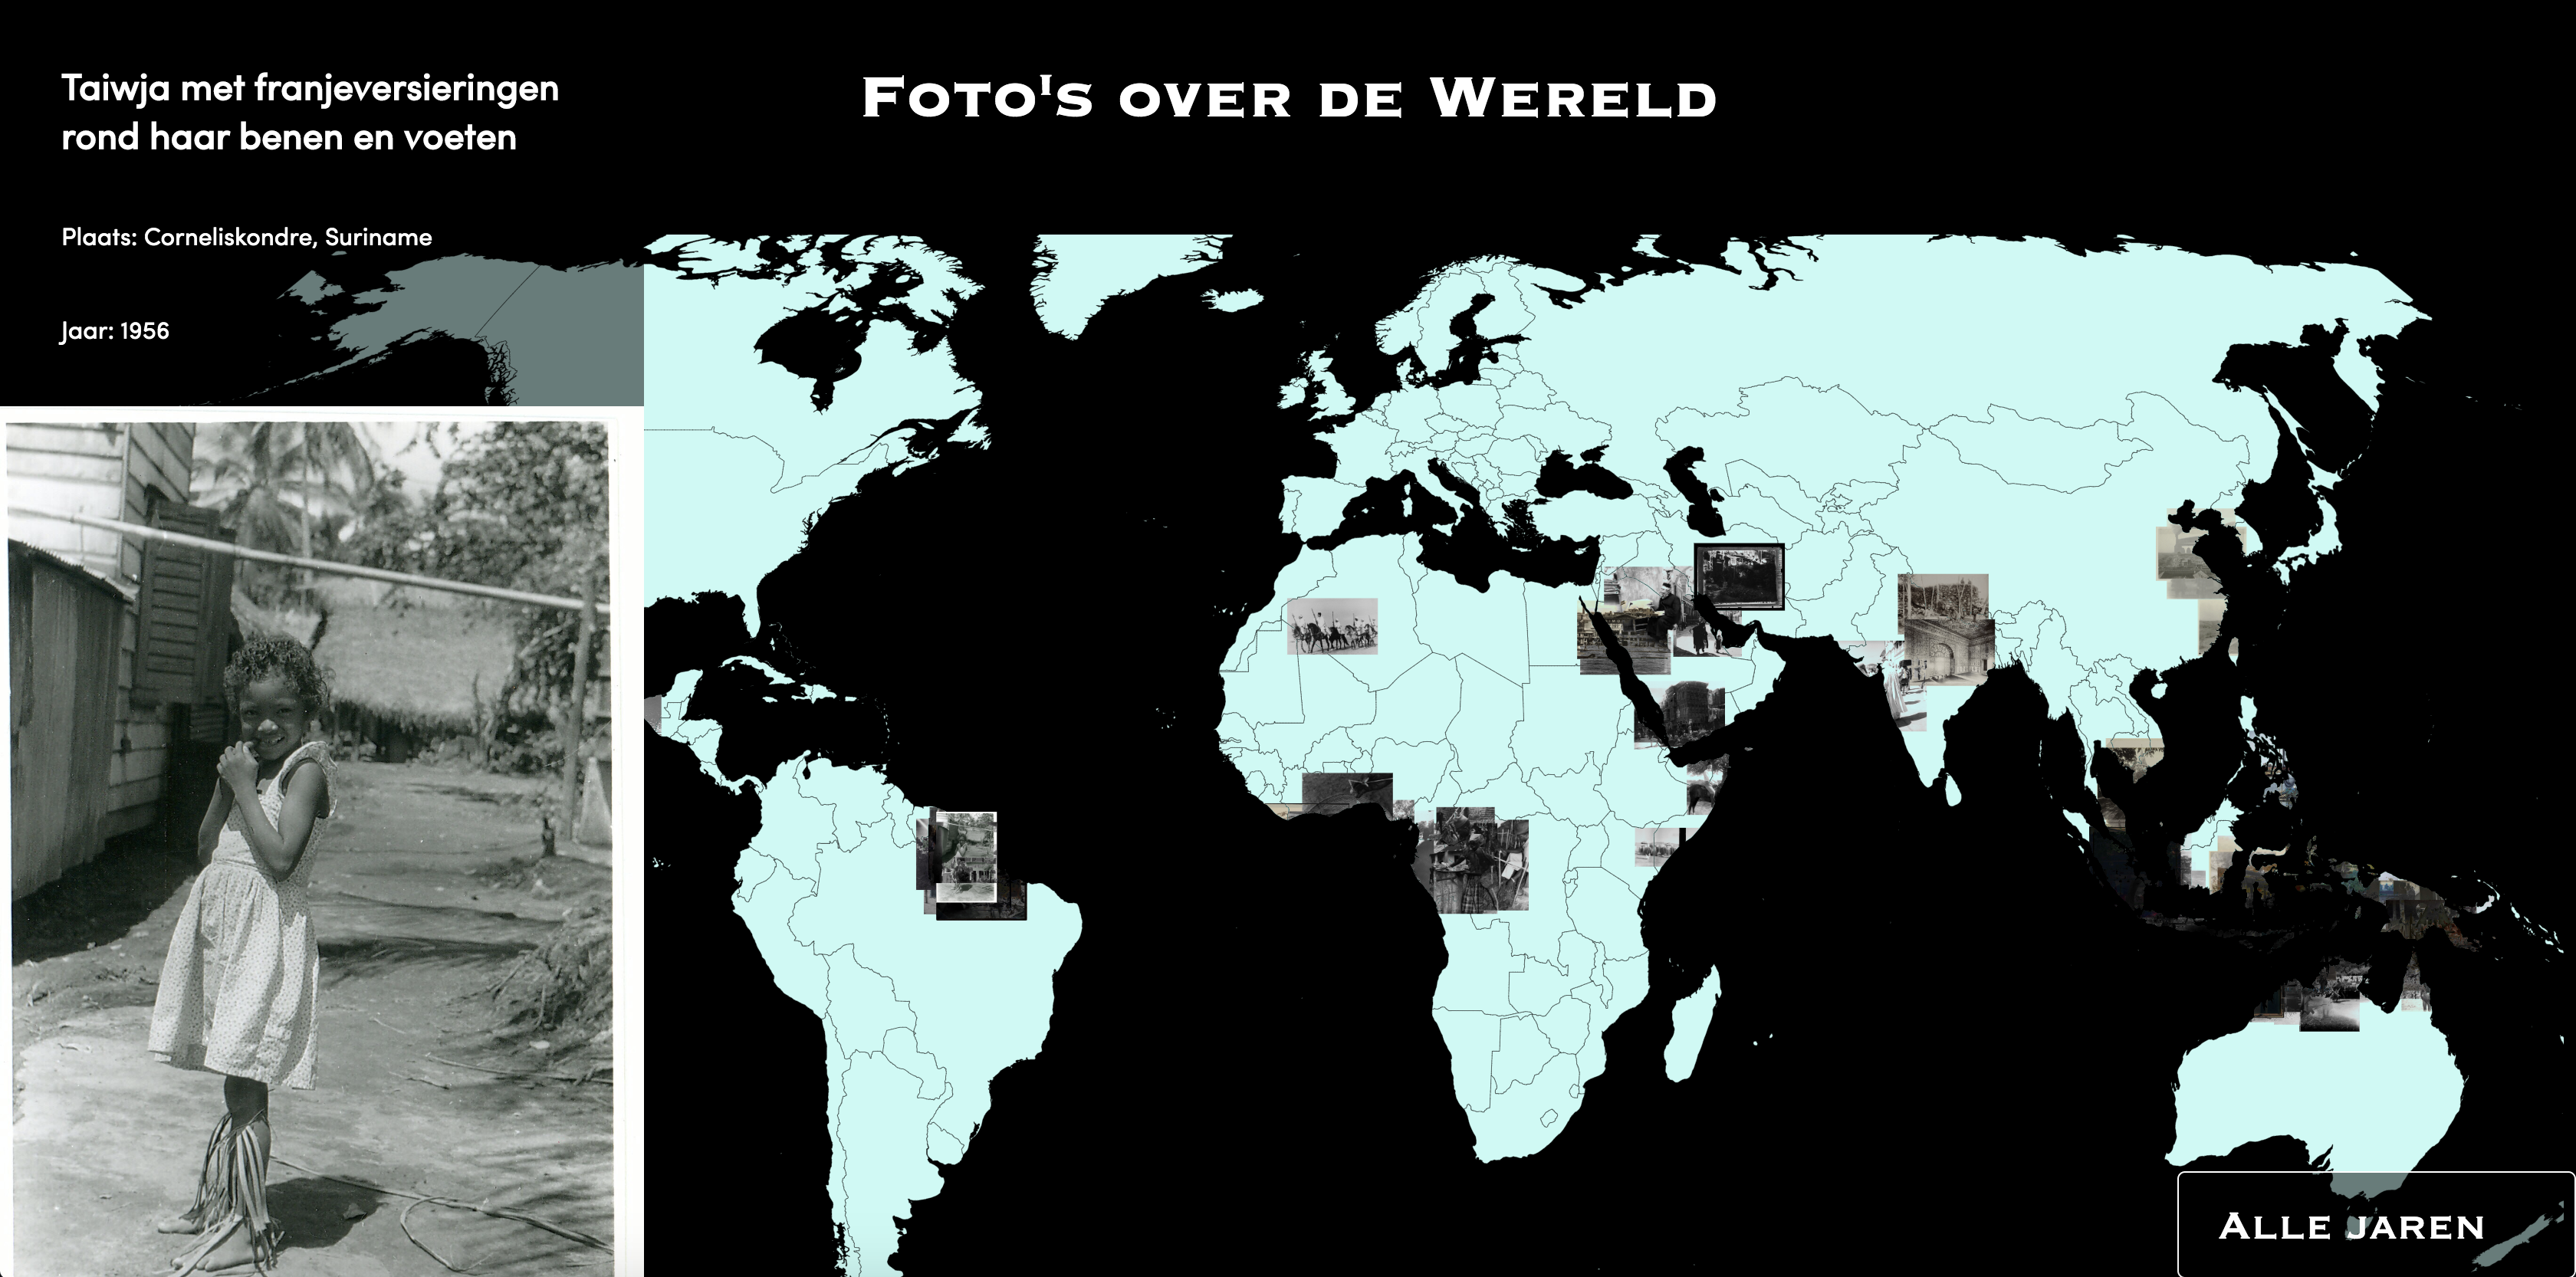 Taiwja met franjeversieringen
rond haar benen en voeten
Plaats: Corneliskondre, Suriname
Jaar: 1956
Foto's over de Wereld
Alle jaren